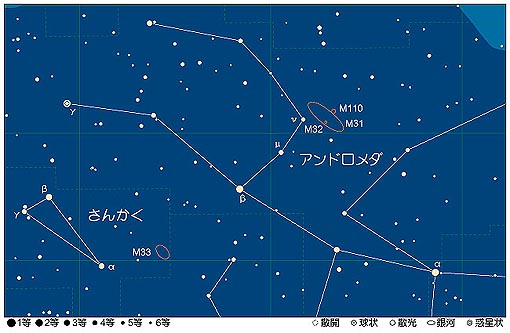 M110
M31
M32
ν
γ
μ
アンドロメダ
β
β
さんかく
γ
M33
α
α
1等 2等 3等 4等 5等 6等 散開 球状 散光 銀河 惑星状